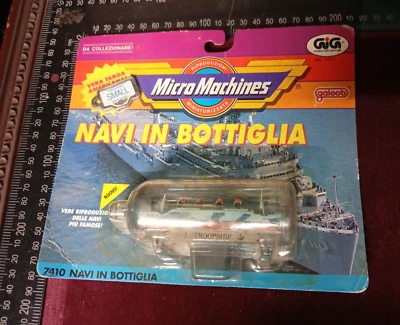 DA COLLEZIONARE!
GiG
RIPRODUZIONI
Micro Machines
MINIATURIZZATE
galoob
SMALL
NAVI IN BOTTIGLIA
NUOVO!
VERE RIPRODUZIONI
DELLE NAVI
PIÙ FAMOSE!
TROOPSHIP
7410 NAVI IN BOTTIGLIA